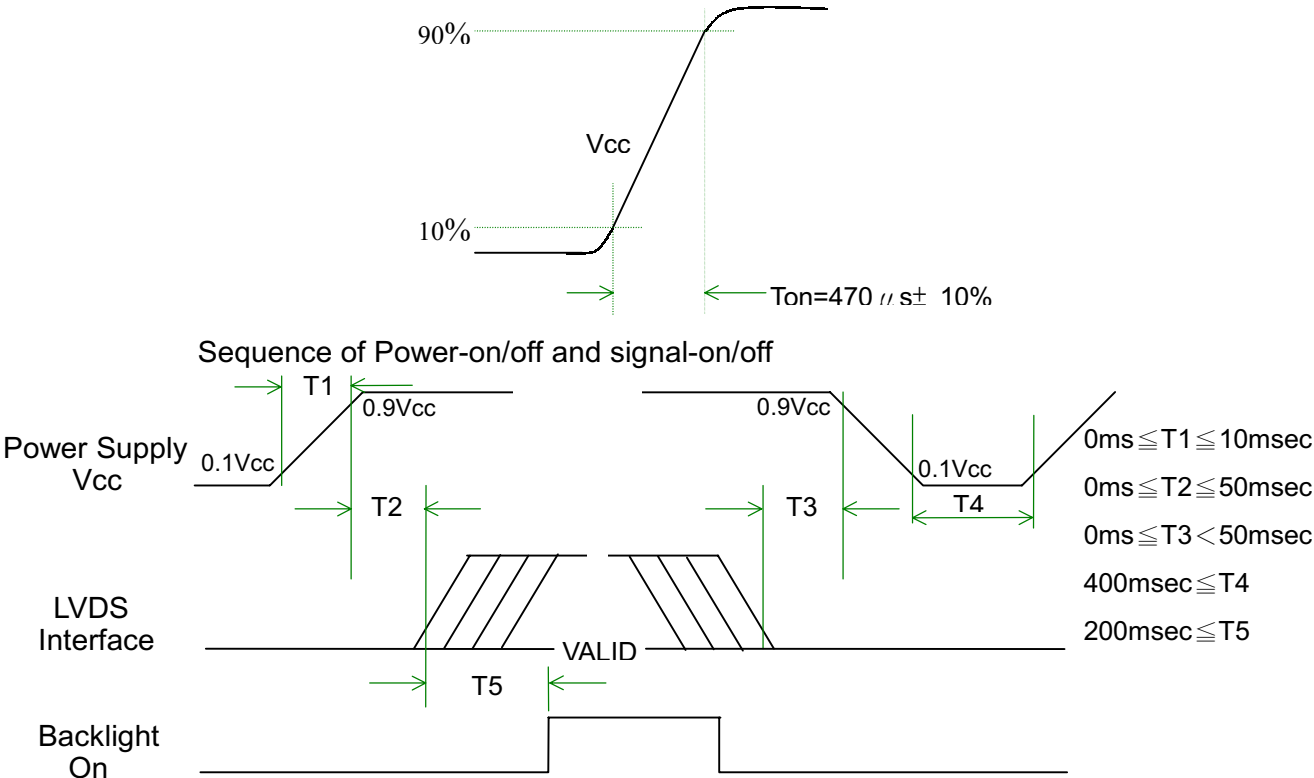 90%
Vcc
10%
Ton=470 μs± 10%
Sequence of Power-on/off and signal-on/off
T1
0.9Vcc
0.9Vcc
Power Supply
Vcc
0.1Vcc
0.1Vcc
0ms≦T1≦10msec
T2
T3
T4
0ms≦T2≦50msec
0ms≦T3<50msec
LVDS
Interface
400msec≦T4
VALID
200msec≦T5
T5
Backlight
On